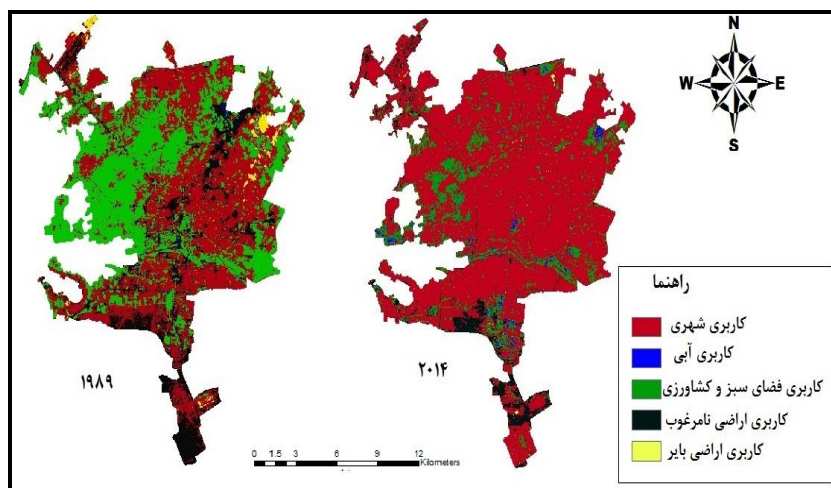 N
W E
S
راهنما
کاربری شهری
کاربری آبی
کاربری فضای سبز و کشاورزی
کاربری اراضی نامرغوب
کاربری اراضی بایر
۱۹۸۹
۲۰۱۴
0 1.5 3 6 9 12
Kilometers